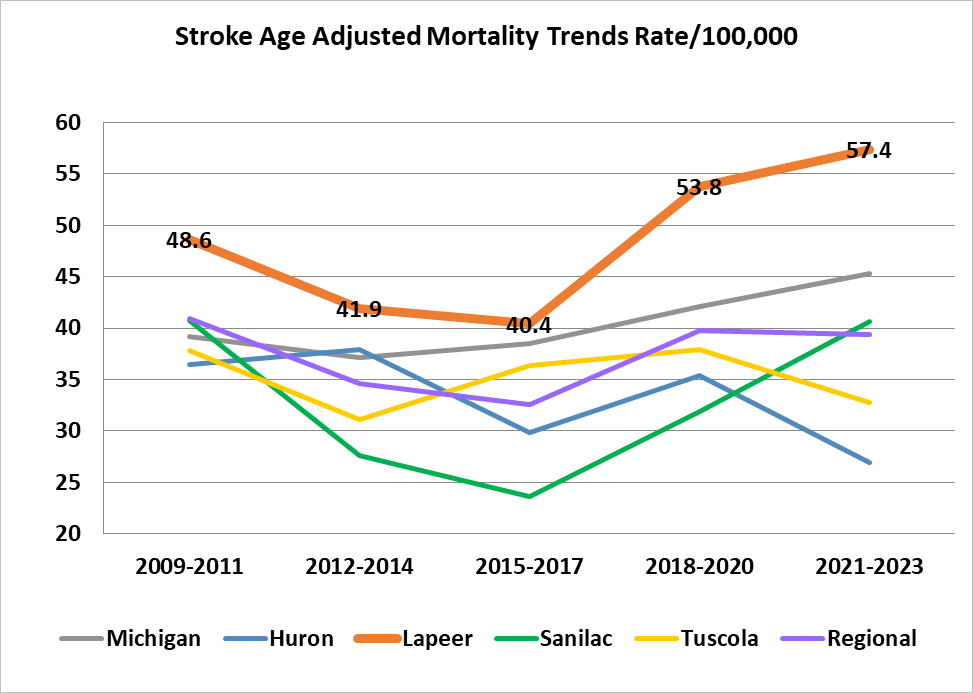 Stroke Age Adjusted Mortality Trends Rate/100,000
60
55
50
45
40
35
30
25
20
48.6
41.9
40.4
53.8
57.4
2009-2011
2012-2014
2015-2017
2018-2020
2021-2023
Michigan
Huron
Lapeer
Sanilac
Tuscola
Regional